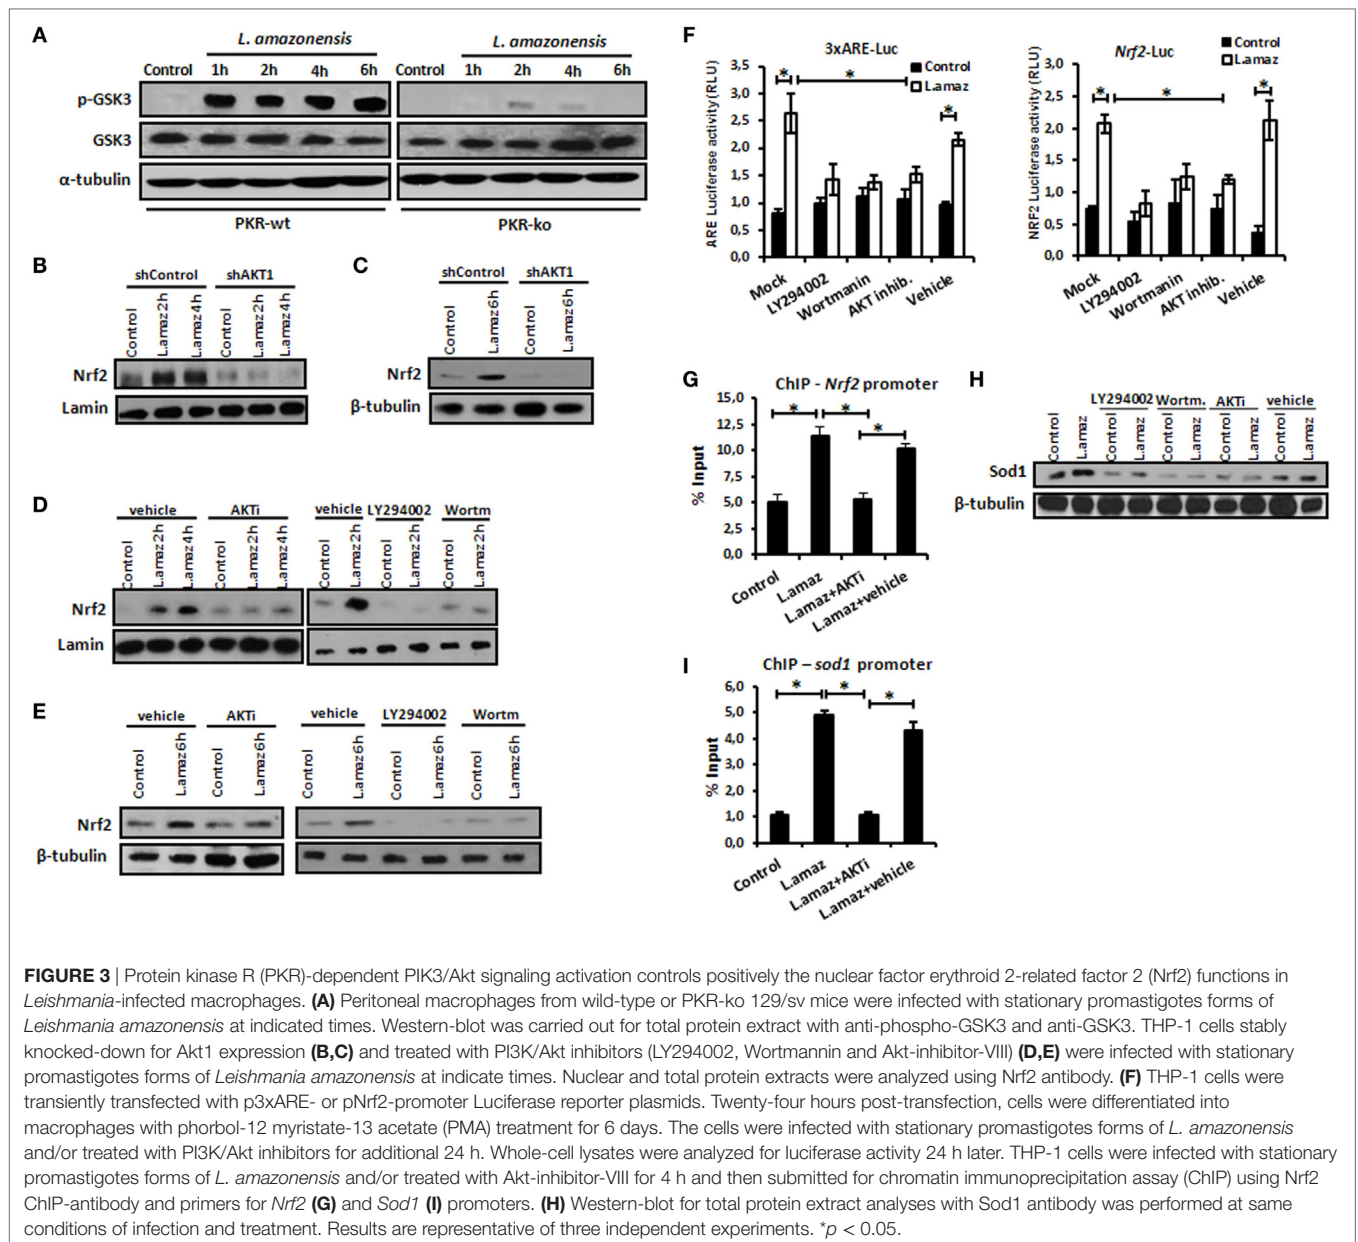 A
L. amazonensis
L. amazonensis
Control 1h 2h 4h 6h Control 1h 2h 4h 6h
p-GSK3
GSK3
α-tubulin
PKR-wt PKR-ko
B
shControl shAKT1
Control L.amaz2h L.amaz4h Control L.amaz2h L.amaz4h
Nrf2
Lamin
C
shControl shAKT1
Control L.amaz6h Control L.amaz6h
Nrf2
β-tubulin
D
vehicle AKTi vehicle LY294002 Wortm
Control L.amaz2h L.amaz4h Control L.amaz2h L.amaz4h Control L.amaz2h Control L.amaz2h Control L.amaz2h
Nrf2
Lamin
E
vehicle AKTi vehicle LY294002 Wortm
Control L.amaz6h Control L.amaz6h Control L.amaz6h Control L.amaz6h Control L.amaz6h
Nrf2
β-tubulin
F
3xARE-Luc
Control
L.amaz
ARE Luciferase activity (RLU)
3,5
3,0
2,5
2,0
1,5
1,0
0,5
0,0
* * *
Mock LY294002 Wortmanin AKT inhib. Vehicle
Nrf2-Luc
Control
L.amaz
NRF2 Luciferase activity (RLU)
3,0
2,5
2,0
1,5
1,0
0,5
0,0
* * *
Mock LY294002 Wortmanin AKT inhib. Vehicle
G
ChIP - Nrf2 promoter
% Input
15,0
12,5
10,0
7,5
5,0
2,5
0,0
* * *
Control L.amaz L.amaz+AKTi L.amaz+vehicle
H
LY294002 Wortm. AKTi vehicle
Control L.amaz Control L.amaz Control L.amaz Control L.amaz Control L.amaz
Sod1
β-tubulin
I
ChIP – sod1 promoter
% Input
6,0
5,0
4,0
3,0
2,0
1,0
0,0
* * *
Control L.amaz L.amaz+AKTi L.amaz+vehicle
FIGURE 3 | Protein kinase R (PKR)-dependent PIK3/Akt signaling activation controls positively the nuclear factor erythroid 2-related factor 2 (Nrf2) functions in
Leishmania-infected macrophages. (A) Peritoneal macrophages from wild-type or PKR-ko 129/sv mice were infected with stationary promastigotes forms of
Leishmania amazonensis at indicated times. Western-blot was carried out for total protein extract with anti-phospho-GSK3 and anti-GSK3. THP-1 cells stably
knocked-down for Akt1 expression (B,C) and treated with PI3K/Akt inhibitors (LY294002, Wortmannin and Akt-inhibitor-VIII) (D,E) were infected with stationary
promastigotes forms of Leishmania amazonensis at indicate times. Nuclear and total protein extracts were analyzed using Nrf2 antibody. (F) THP-1 cells were
transiently transfected with p3xARE- or pNrf2-promoter Luciferase reporter plasmids. Twenty-four hours post-transfection, cells were differentiated into
macrophages with phorbol-12 myristate-13 acetate (PMA) treatment for 6 days. The cells were infected with stationary promastigotes forms of L. amazonensis
and/or treated with PI3K/Akt inhibitors for additional 24 h. Whole-cell lysates were analyzed for luciferase activity 24 h later. THP-1 cells were infected with stationary
promastigotes forms of L. amazonensis and/or treated with Akt-inhibitor-VIII for 4 h and then submitted for chromatin immunoprecipitation assay (ChIP) using Nrf2
ChIP-antibody and primers for Nrf2 (G) and Sod1 (I) promoters. (H) Western-blot for total protein extract analyses with Sod1 antibody was performed at same
conditions of infection and treatment. Results are representative of three independent experiments. *p < 0.05.